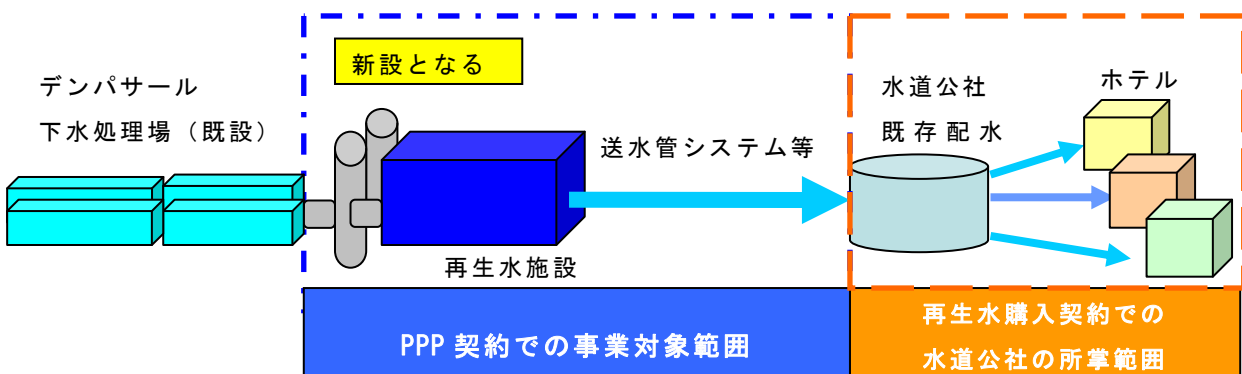 デンパサール
下水処理場（既設）
新設となる
再生水施設
送水管システム等
水道公社
既存配水
ホテル
PPP 契約での事業対象範囲
再生水購入契約での
水道公社の所掌範囲